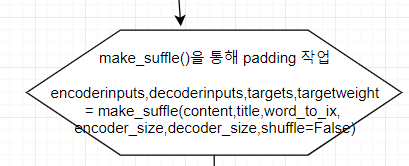 make_suffle()을 통해 padding 작업
encoderinputs,decoderinputs,targets,targetweight
= make_suffle(content,title,word_to_ix,
encoder_size,decoder_size,shuffle=False)